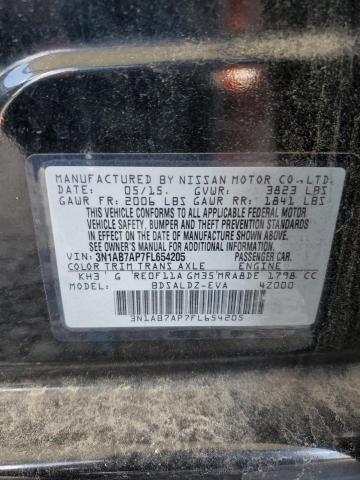 MANUFACTURED BY NISSAN MOTOR CO.,LTD.
DATE: 05/15. GVWR: 3823 LBS
GAWR FR: 2006 LBS GAWR RR: 1841 LBS
THIS VEHICLE CONFORMS TO ALL APPLICABLE FEDERAL MOTOR
VEHICLE SAFETY, BUMPER AND THEFT PREVENTION STANDARDS
IN EFFECT ON THE DATE OF MANUFACTURE SHOWN ABOVE.
SEE OWNER'S MANUAL FOR ADDITIONAL INFORMATION.
VIN: 3N1AB7AP7FL654205 PASSENGER CAR.
COLOR TRIM TRANS AXLE ENGINE
KH3 G RE0F11A GM35 MRA8DE 1798 CC
MODEL: BDSALDZ-EVA 4Z000
3N1AB7AP7FL654205